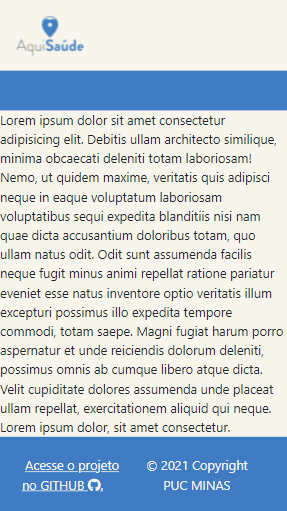 AquiSaúde
Lorem ipsum dolor sit amet consectetur
adipisicing elit. Debitis ullam architecto similique,
minima obcaecati deleniti totam laboriosam!
Nemo, ut quidem maxime, veritatis quis adipisci
neque in eaque voluptatum laboriosam
voluptatibus sequi expedita blanditiis nisi nam
quae dicta accusantium doloribus totam, quo
ullam natus odit. Odit sunt assumenda facilis
neque fugit minus animi repellat ratione pariatur
eveniet esse natus inventore optio veritatis illum
excepturi possimus illo expedita tempore
commodi, totam saepe. Magni fugiat harum porro
aspernatur et unde reiciendis dolorum deleniti,
possimus omnis ab cumque libero atque dicta.
Velit cupiditate dolores assumenda unde placeat
ullam repellat, exercitationem aliquid qui neque.
Lorem ipsum dolor, sit amet consectetur.
Acesse o projeto
no GITHUB .
© 2021 Copyright
PUC MINAS